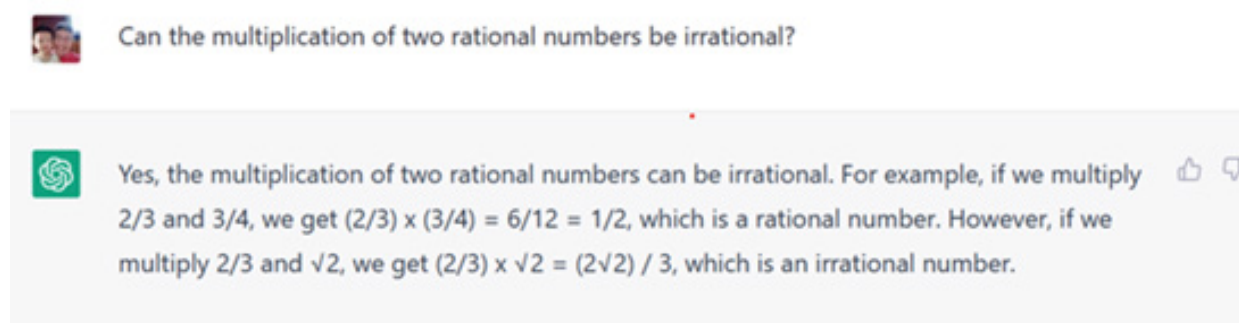 Can the multiplication of two rational numbers be irrational?
Yes, the multiplication of two rational numbers can be irrational. For example, if we multiply
2/3 and 3/4, we get (2/3) x (3/4) = 6/12 = 1/2, which is a rational number. However, if we
multiply 2/3 and √2, we get (2/3) x √2 = (2√2) / 3, which is an irrational number.